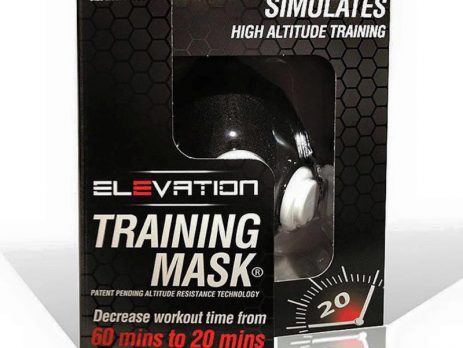 SIMULATES
HIGH ALTITUDE TRAINING
ELEVATION
TRAINING
MASK®
PATENT PENDING ALTITUDE RESISTANCE TECHNOLOGY
Decrease workout time from
60 mins to 20 mins
20